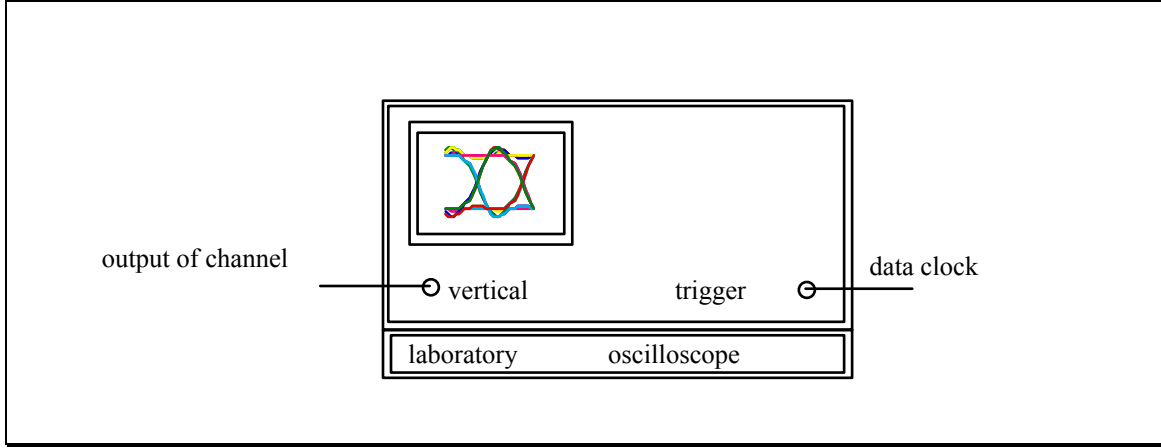 output of channel
vertical
trigger
data clock
laboratory oscilloscope